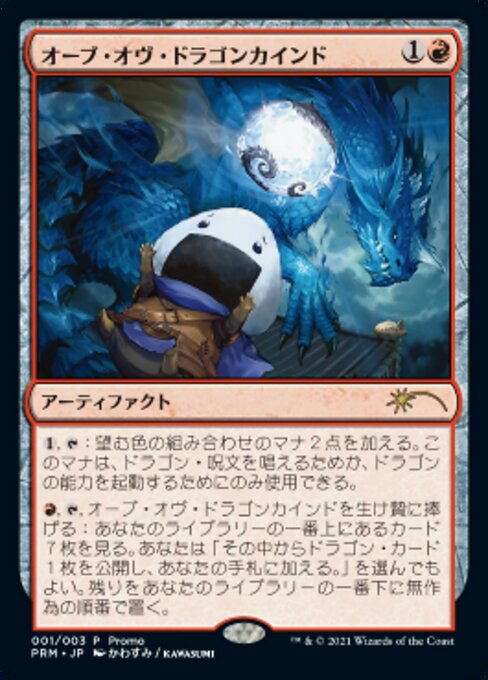 オーブ・オヴ・ドラゴンカインド 1
アーティファクト
1,:望む色の組み合わせのマナ2点を加える。こ
のマナは、ドラゴン・呪文を唱えるためか、ドラゴン
の能力を起動するためにのみ使用できる。
,,オーブ・オヴ・ドラゴンカインドを生け贄に捧
げる:あなたのライブラリーの一番上にあるカード
7枚を見る。あなたは「その中からドラゴン・カード
1枚を公開し、あなたの手札に加える。」を選んでも
よい。残りをあなたのライブラリーの一番下に無作
為の順番で置く。
001/003 P Promo
PRM・JP かわすみ / KAWASUMI
™ & © 2021 Wizards of the Coast